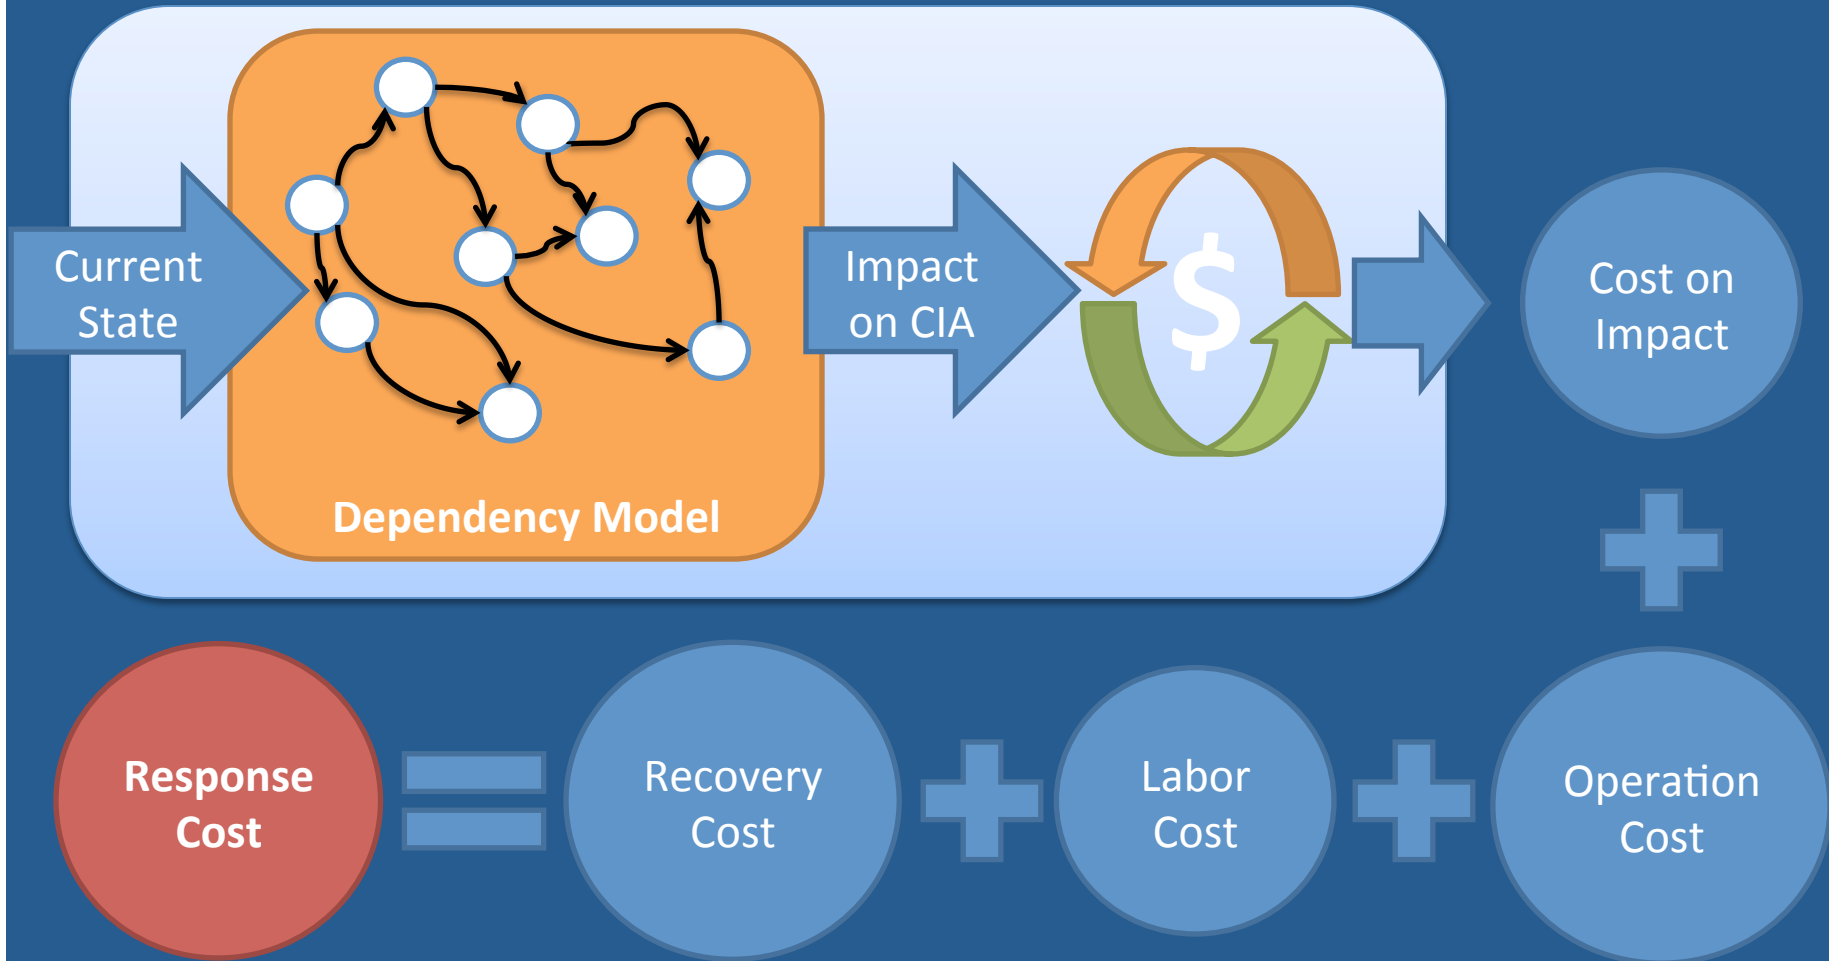 Current
State
Dependency Model
Impact
on CIA
$
Cost on
Impact
Response
Cost
Recovery
Cost
Labor
Cost
Operation
Cost